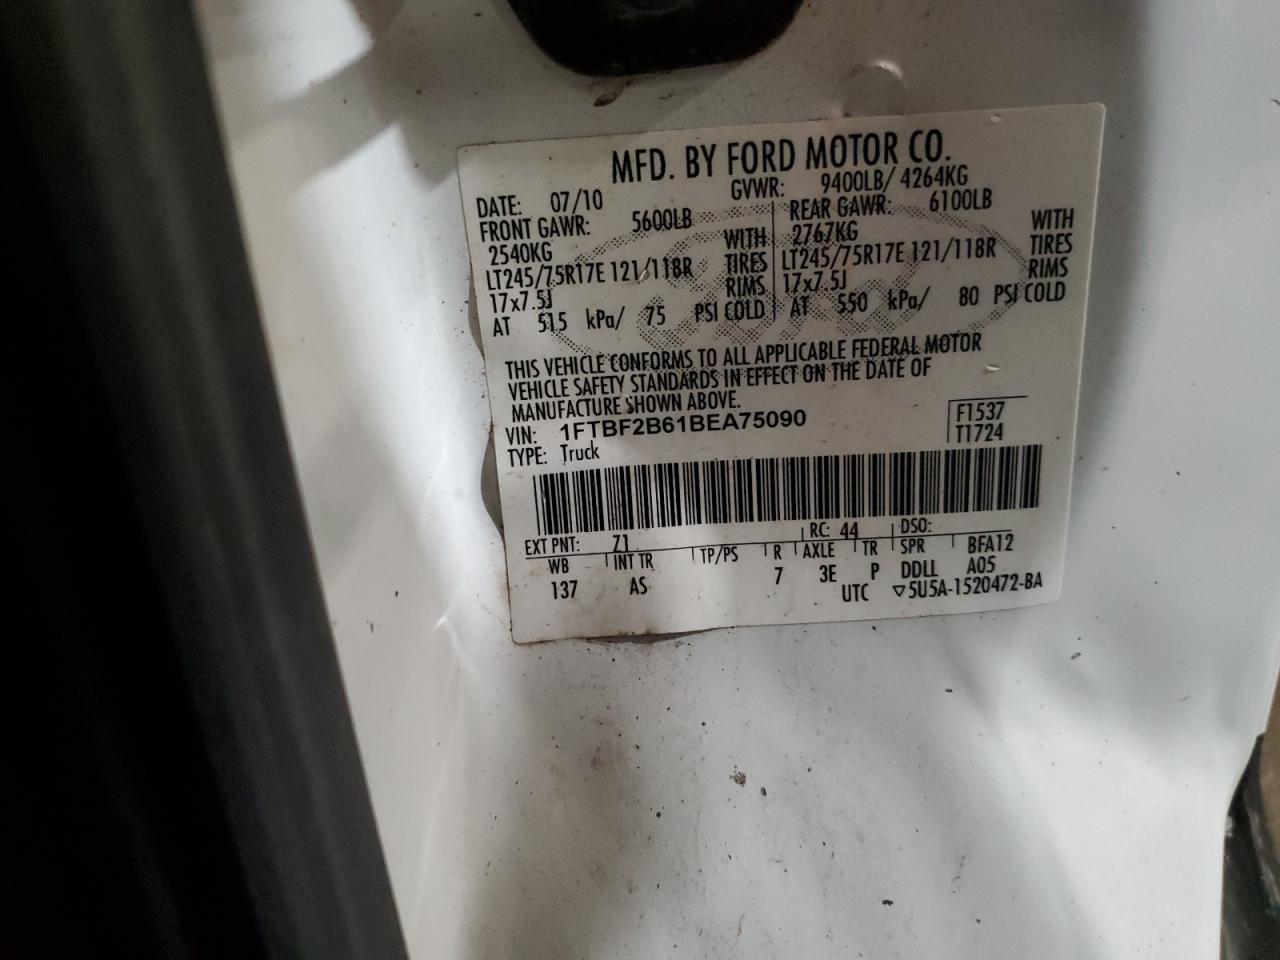 MFD. BY FORD MOTOR CO.
DATE: 07/10 GVWR: 9400LB/ 4264KG
FRONT GAWR: 5600LB REAR GAWR: 6100LB
2540KG WITH 2767KG WITH
LT245/75R17E 121/118R TIRES LT245/75R17E 121/118R TIRES
17x7.5J RIMS 17x7.5J RIMS
AT 515 kPa/ 75 PSI COLD AT 550 kPa/ 80 PSI COLD
THIS VEHICLE CONFORMS TO ALL APPLICABLE FEDERAL MOTOR
VEHICLE SAFETY STANDARDS IN EFFECT ON THE DATE OF
MANUFACTURE SHOWN ABOVE.
VIN: 1FTBF2B61BEA75090 F1537
TYPE: Truck T1724
EXT PNT: Z1 RC: 44 DSO:
WB INT TR TP/PS R AXLE TR SPR BFA12
137 AS 7 3E P DDLL A05
UTC ▽5U5A-1520472-BA